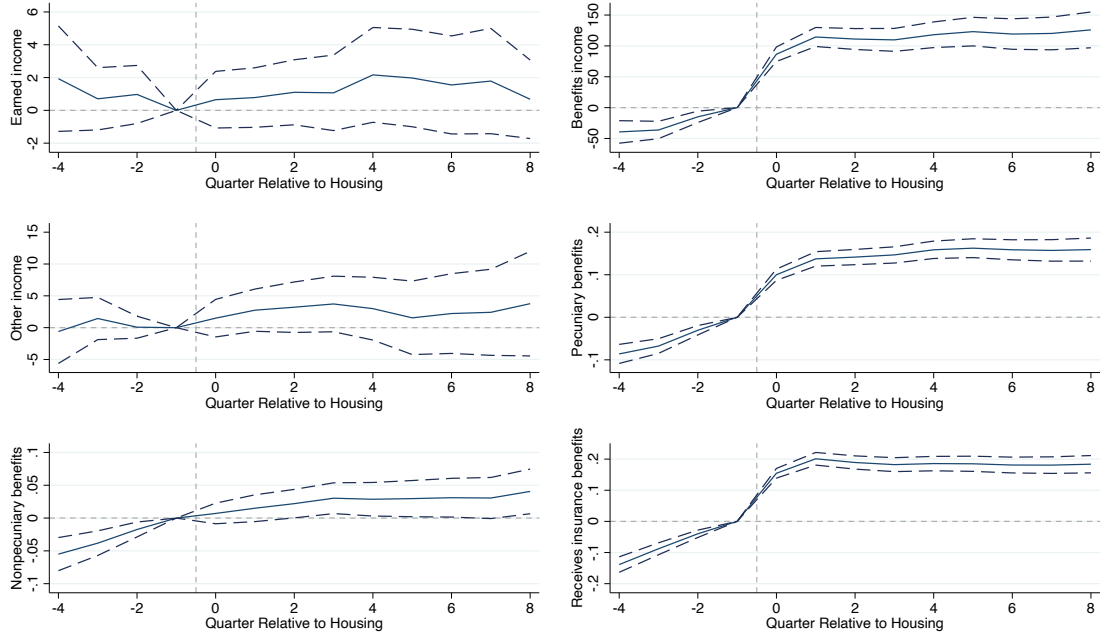 Earned income
6
4
2
0
-2
-4 -2 0 2 4 6 8
Quarter Relative to Housing
Benefits income
150
100
50
0
-50
-4 -2 0 2 4 6 8
Quarter Relative to Housing
Other income
15
10
5
0
-5
-4 -2 0 2 4 6 8
Quarter Relative to Housing
Pecuniary benefits
.2
.1
0
-.1
-4 -2 0 2 4 6 8
Quarter Relative to Housing
Nonpecuniary benefits
.1
.05
0
-.05
-.1
-4 -2 0 2 4 6 8
Quarter Relative to Housing
Receives insurance benefits
.2
.1
0
-.1
-.2
-4 -2 0 2 4 6 8
Quarter Relative to Housing